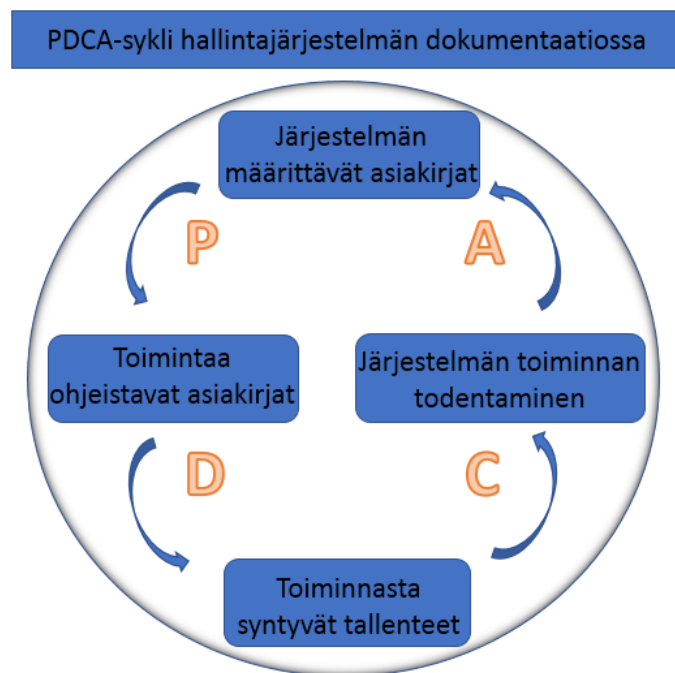 PDCA-sykli hallintajärjestelmän dokumentaatiossa
Järjestelmän
määrittävät asiakirjat
P
A
Toimintaa
ohjeistavat asiakirjat
Järjestelmän toiminnan
todentaminen
D
C
Toiminnasta
syntyvät tallenteet